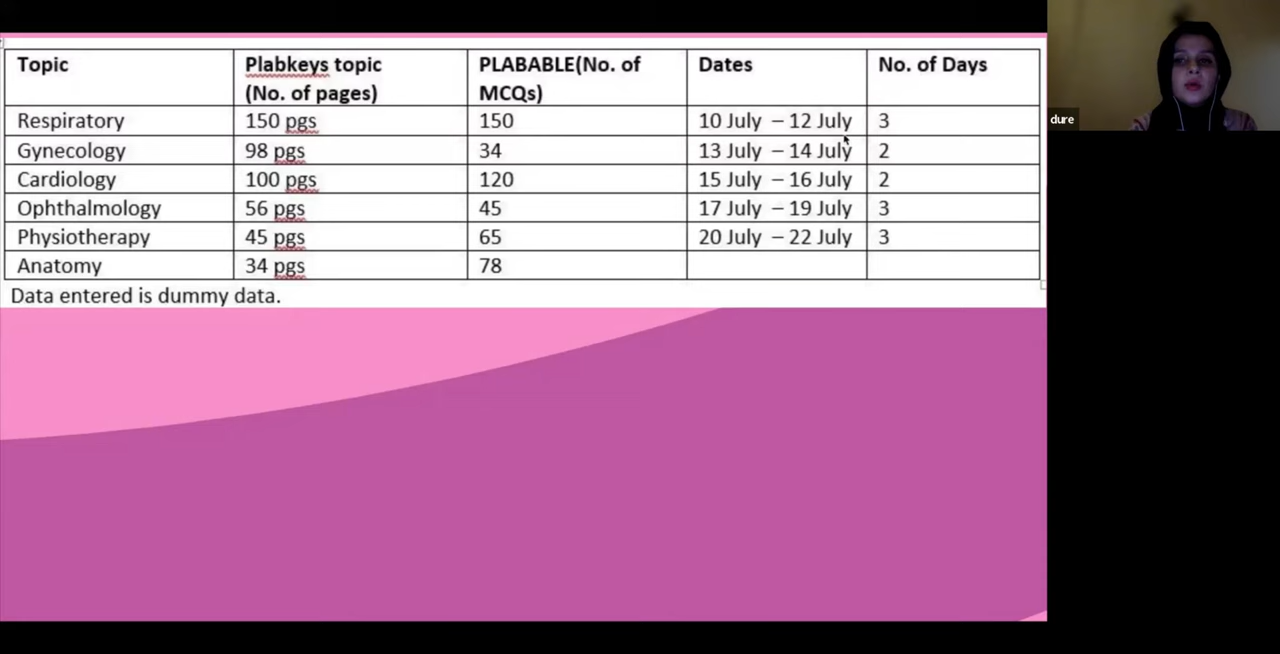 Topic Plabkeys topic (No. of pages) PLABABLE(No. of MCQs) Dates No. of Days
Respiratory 150 pgs 150 10 July – 12 July 3
Gynecology 98 pgs 34 13 July – 14 July 2
Cardiology 100 pgs 120 15 July – 16 July 2
Ophthalmology 56 pgs 45 17 July – 19 July 3
Physiotherapy 45 pgs 65 20 July – 22 July 3
Anatomy 34 pgs 78
Data entered is dummy data.
dure